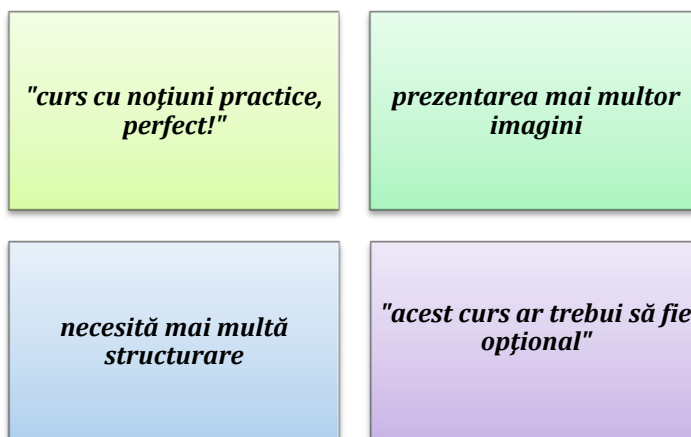 "curs cu noţiuni practice,
perfect!"
prezentarea mai multor
imagini
necesită mai multă
structurare
"acest curs ar trebui să fie
opţional"